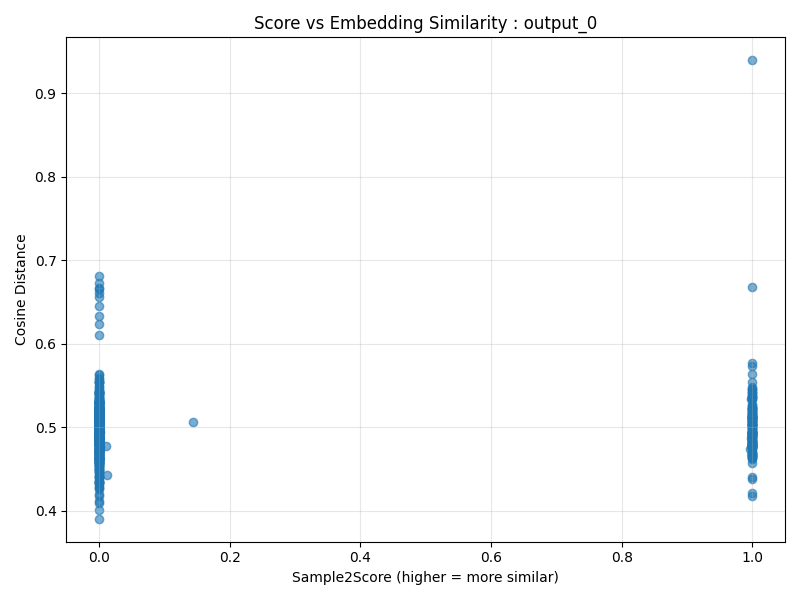 Score vs Embedding Similarity : output_0
Cosine Distance
0.9
0.8
0.7
0.6
0.5
0.4
0.0 0.2 0.4 0.6 0.8 1.0
Sample2Score (higher = more similar)